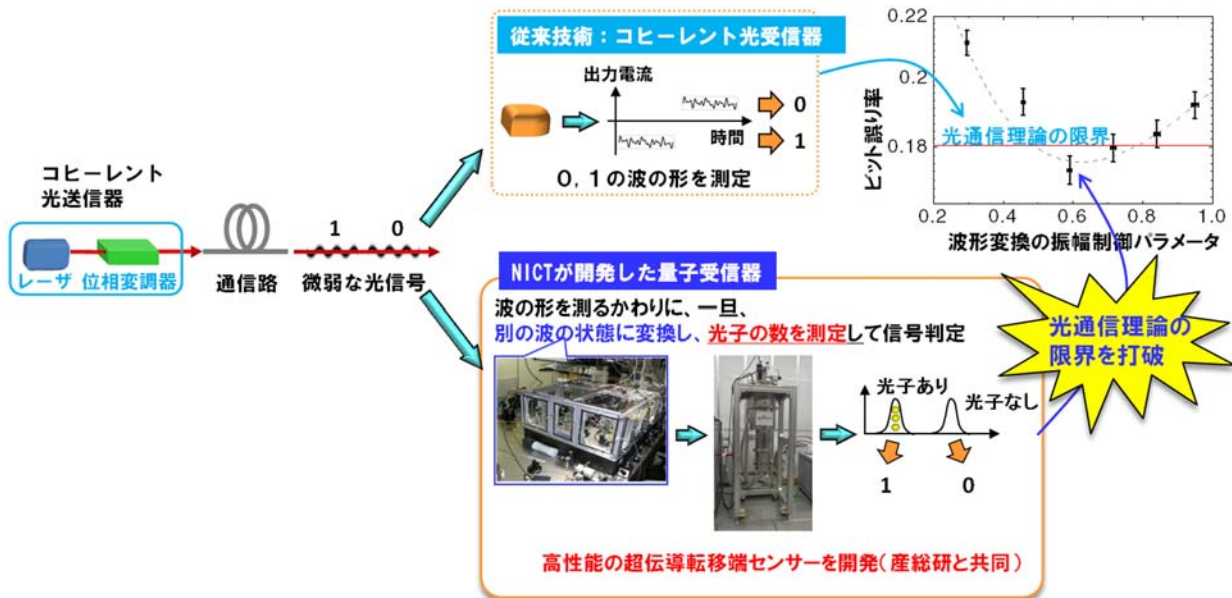 コヒーレント
光送信器
レーザ 位相変調器
通信路
1 0
微弱な光信号
従来技術：コヒーレント光受信器
出力電流
時間
0
1
0, 1の波の形を測定
NICTが開発した量子受信器
波の形を測るかわりに、一旦、
別の波の状態に変換し、光子の数を測定して信号判定
光子あり
光子なし
1 0
高性能の超伝導転移端センサーを開発(産総研と共同)
ビット誤り率
0.22
0.2
0.18
光通信理論の限界
0.2 0.4 0.6 0.8 1.0
波形変換の振幅制御パラメータ
光通信理論の
限界を打破